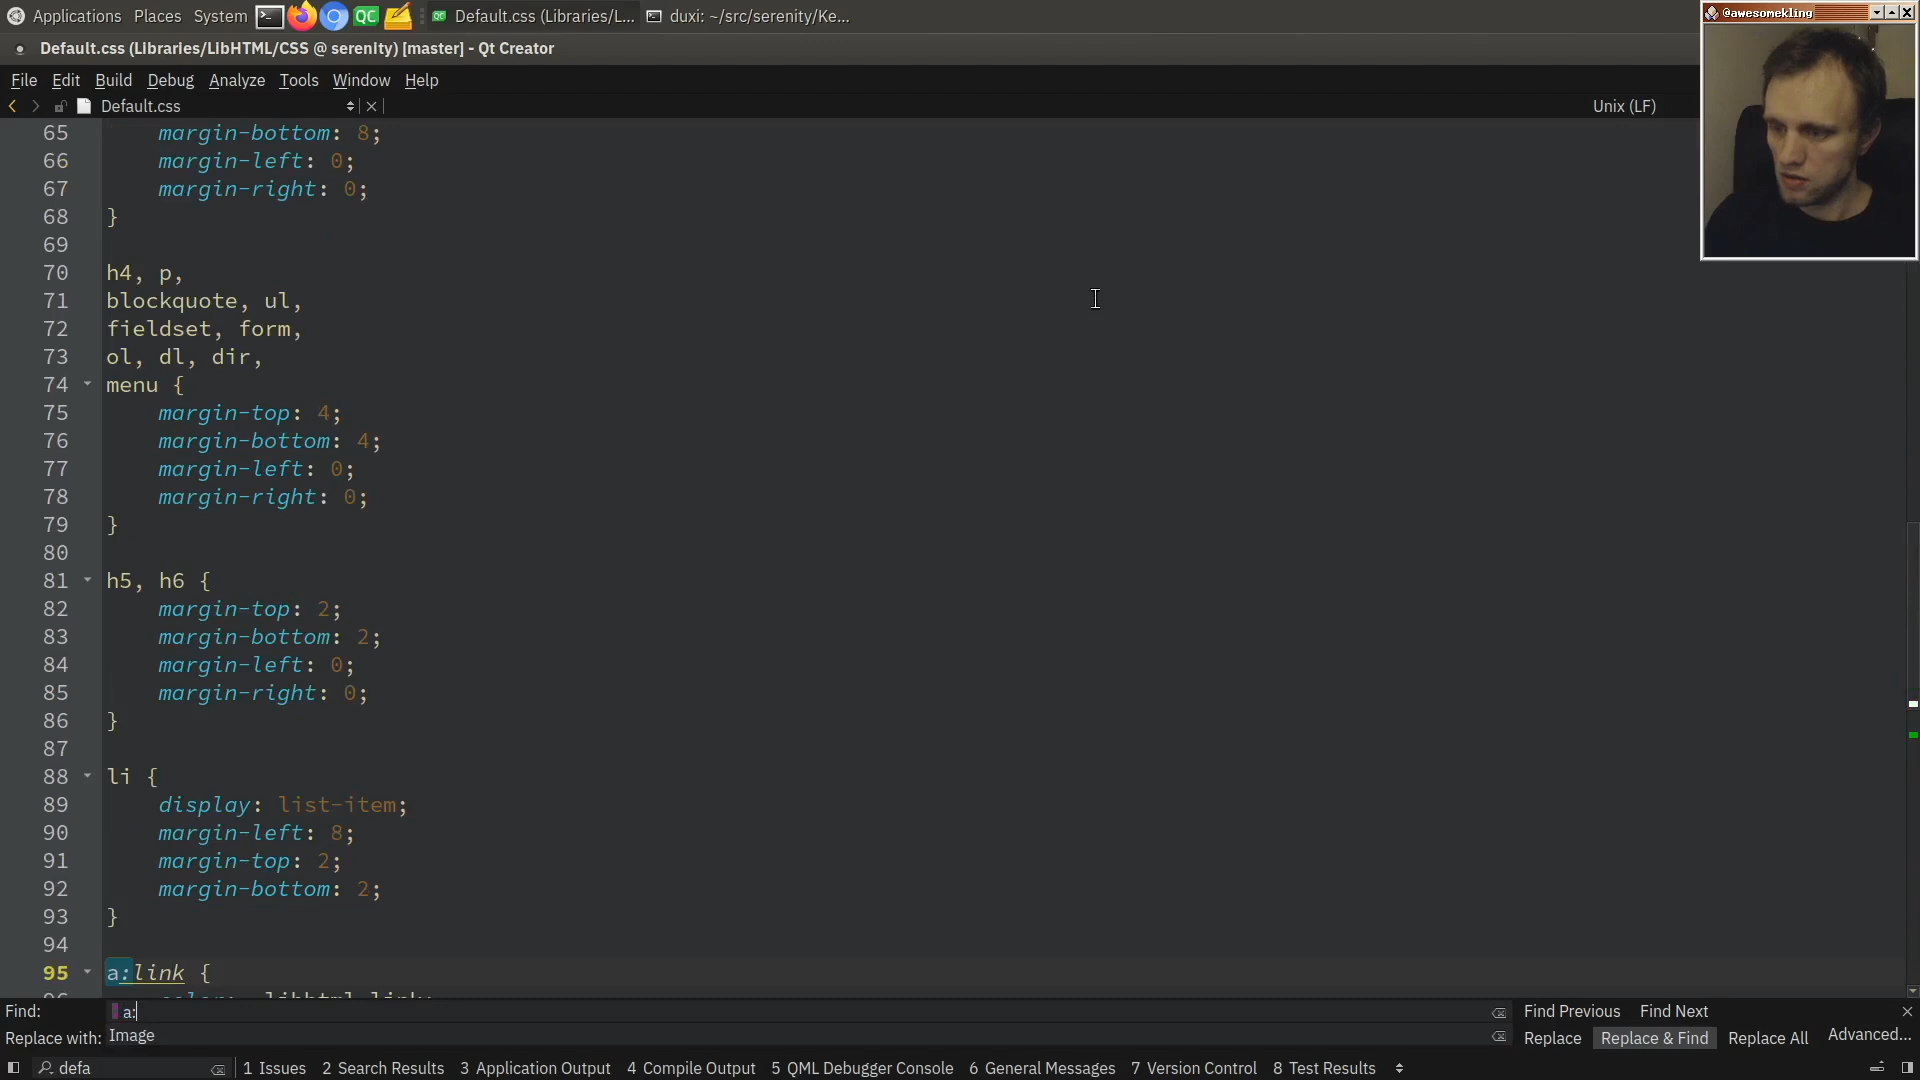 Applications Places System QC QC Default.css (Libraries/L... duxi: ~/src/serenity/Ke...
@awesomekling
Default.css (Libraries/LibHTML/CSS @ serenity) [master] - Qt Creator
File Edit Build Debug Analyze Tools Window Help
Default.css Unix (LF)
65 margin-bottom: 8;
66 margin-left: 0;
67 margin-right: 0;
68 }
69
70 h4, p,
71 blockquote, ul,
72 fieldset, form,
73 ol, dl, dir,
74 menu {
75 margin-top: 4;
76 margin-bottom: 4;
77 margin-left: 0;
78 margin-right: 0;
79 }
80
81 h5, h6 {
82 margin-top: 2;
83 margin-bottom: 2;
84 margin-left: 0;
85 margin-right: 0;
86 }
87
88 li {
89 display: list-item;
90 margin-left: 8;
91 margin-top: 2;
92 margin-bottom: 2;
93 }
94
95 a:link {
Find: a: Find Previous Find Next
Replace with: Image Replace Replace & Find Replace All Advanced...
defa 1 Issues 2 Search Results 3 Application Output 4 Compile Output 5 QML Debugger Console 6 General Messages 7 Version Control 8 Test Results